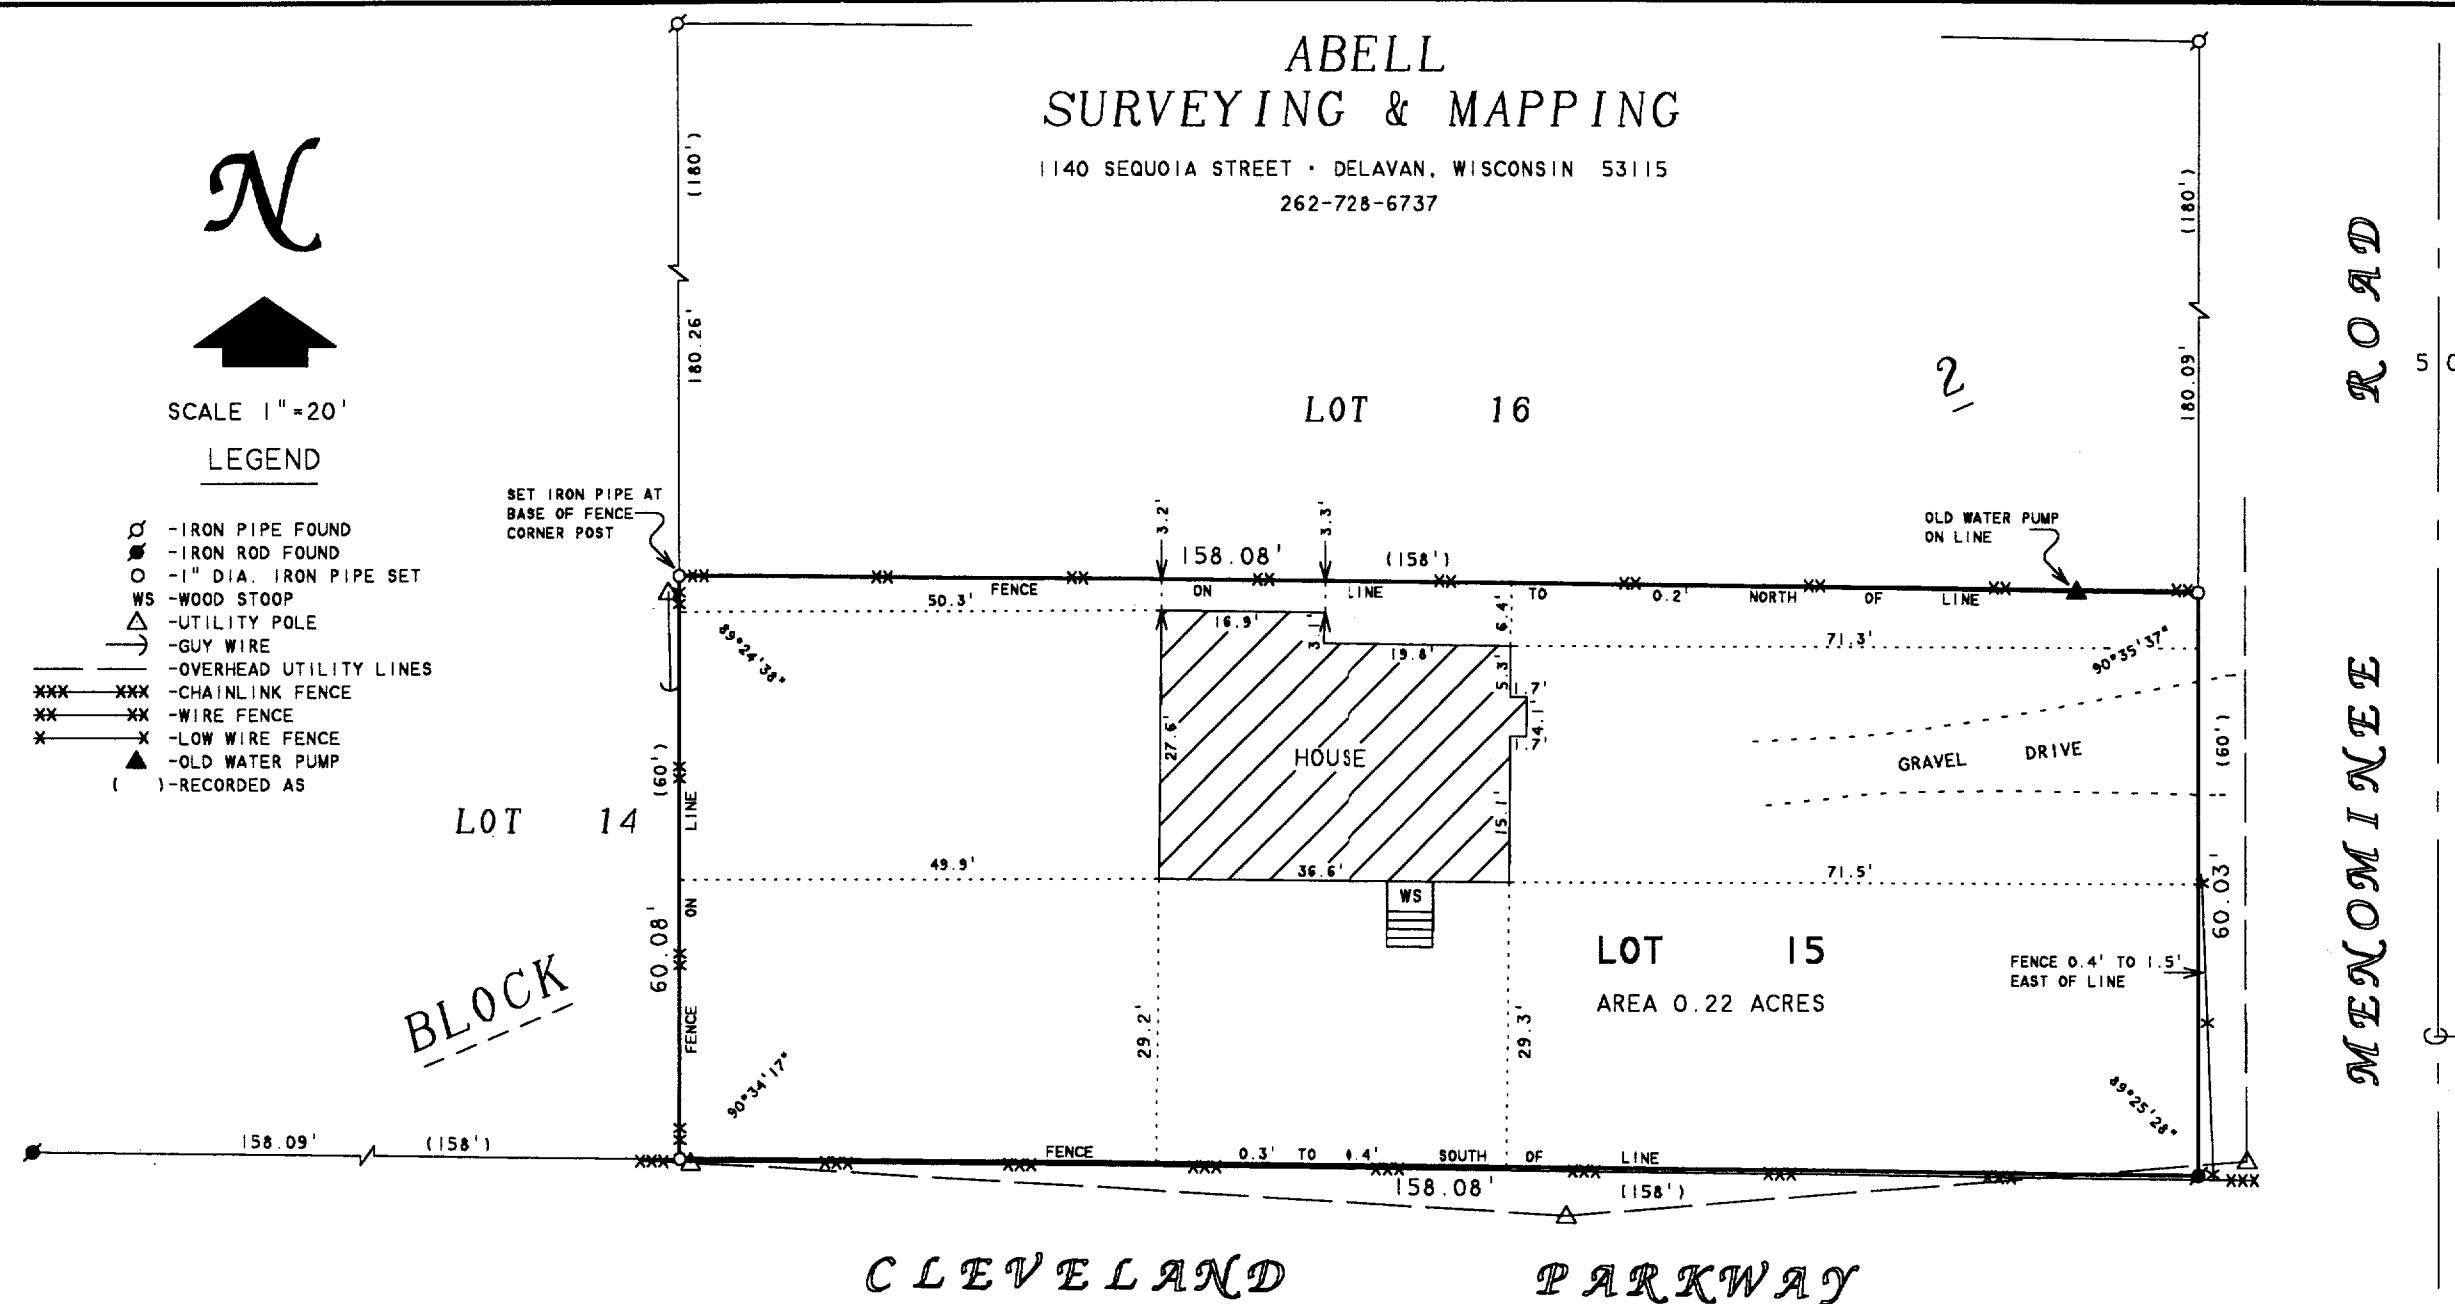 ABELL
SURVEYING & MAPPING
1140 SEQUOIA STREET · DELAVAN, WISCONSIN 53115
262-728-6737
N
SCALE 1"=20'
LEGEND
-IRON PIPE FOUND
-IRON ROD FOUND
-1" DIA. IRON PIPE SET
WS -WOOD STOOP
-UTILITY POLE
-GUY WIRE
-OVERHEAD UTILITY LINES
XXX XXX -CHAINLINK FENCE
XX XX -WIRE FENCE
X X -LOW WIRE FENCE
-OLD WATER PUMP
( )-RECORDED AS
(180')
180.26'
(180')
180.09'
LOT 16
2
SET IRON PIPE AT
BASE OF FENCE
CORNER POST
OLD WATER PUMP
ON LINE
3.2'
3.3'
158.08' (158')
FENCE ON LINE TO 0.2' NORTH OF LINE
50.3'
16.9'
3.1'
19.8'
6.4'
71.3'
89°24'38"
90°35'37"
5.3'
1.7'
4.1'
1.7'
27.6'
HOUSE
15.1'
GRAVEL DRIVE
LOT 14
(60')
60.08'
FENCE ON LINE
49.9'
36.6'
71.5'
WS
(60')
60.03'
LOT 15
AREA 0.22 ACRES
FENCE 0.4' TO 1.5'
EAST OF LINE
BLOCK
29.2'
29.3'
90°34'17"
89°25'28"
158.09' (158')
FENCE 0.3' TO SOUTH OF LINE
158.08' (158')
CLEVELAND PARKWAY
MENOMINEE ROAD
5